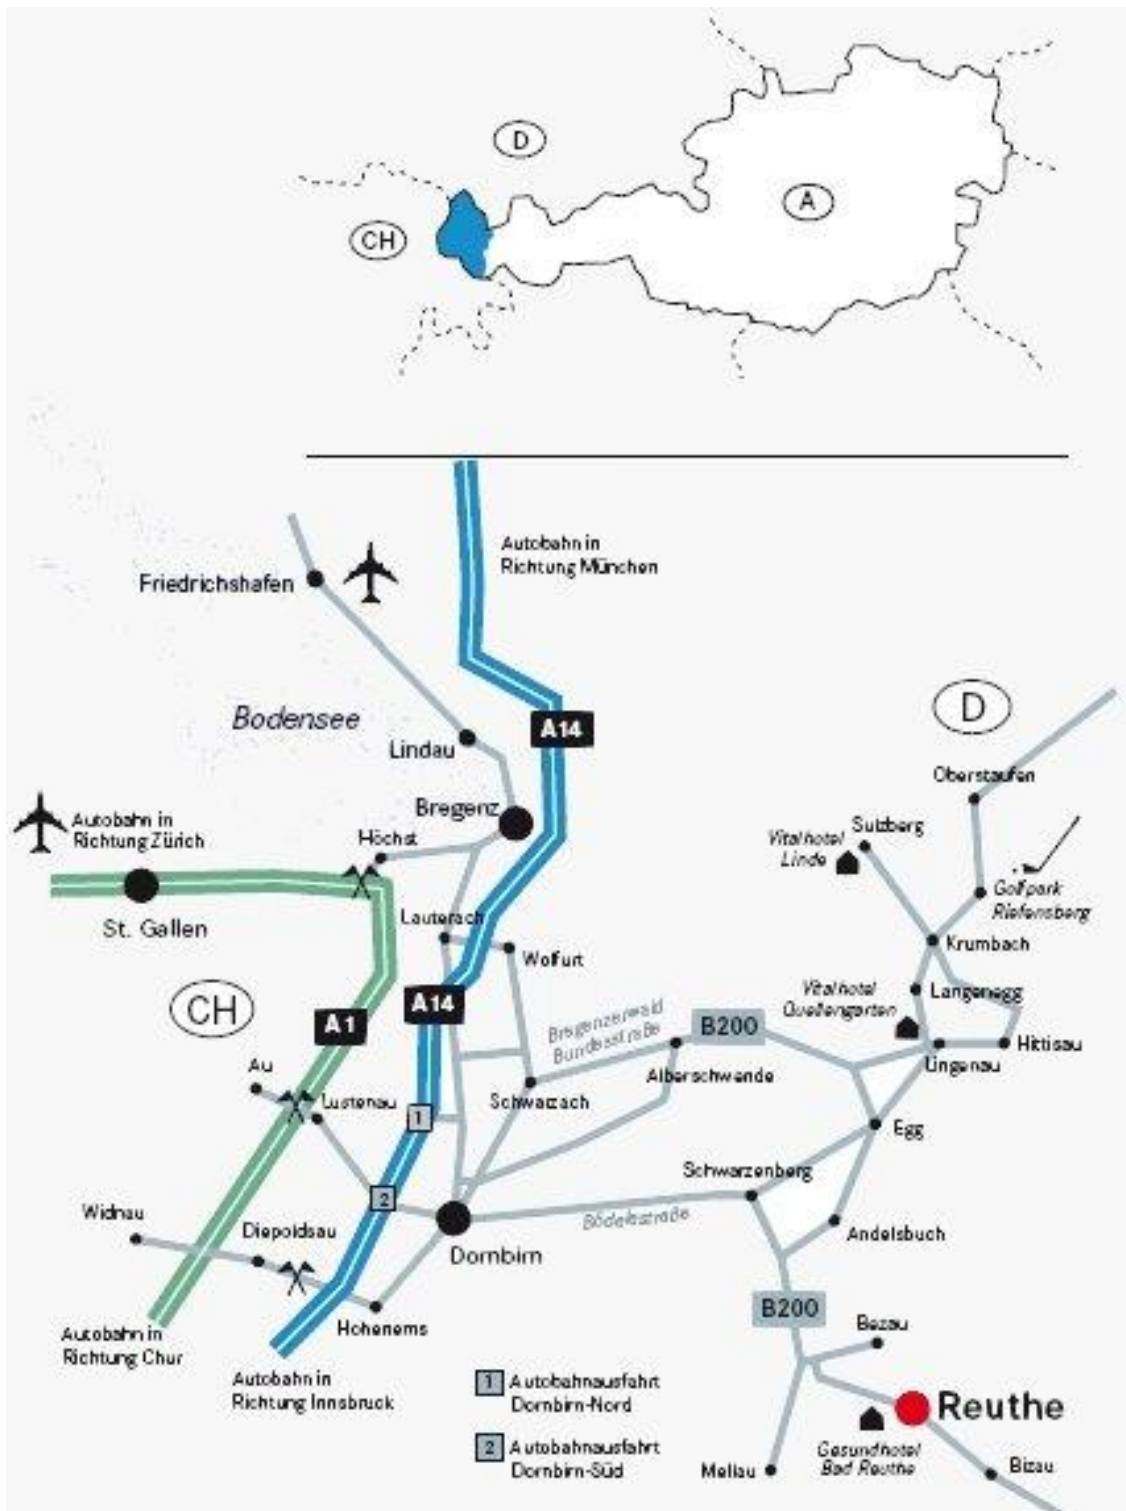 D
A
CH
Autobahn in
Richtung München
Friedrichshafen
Bodensee
Lindau
A14
D
Oberstaufen
Bregenz
Autobahn in
Richtung Zürich
Höchst
Sulzberg
Vitalhotel
Linde
Golfpark
Riefensberg
St. Gallen
Lauterach
Wolfurt
Krumbach
CH
A14
A1
Vitalhotel
Quellengarten
Langenegg
Bregenzerwald
Bundesstraße
B200
Hittisau
Lingenau
Au
Lustenau
Alberschwende
Schwarzach
1
Egg
Schwarzenberg
2
Widnau
Diepoldsau
Bödelestraße
Andelsbuch
Dornbirn
B200
Hohenems
Bezau
Autobahn in
Richtung Chur
Autobahn in
Richtung Innsbruck
1 Autobahnausfahrt
Dornbirn-Nord
2 Autobahnausfahrt
Dornbirn-Süd
Reuthe
Gesundhotel
Bad Reuthe
Mellau
Bizau